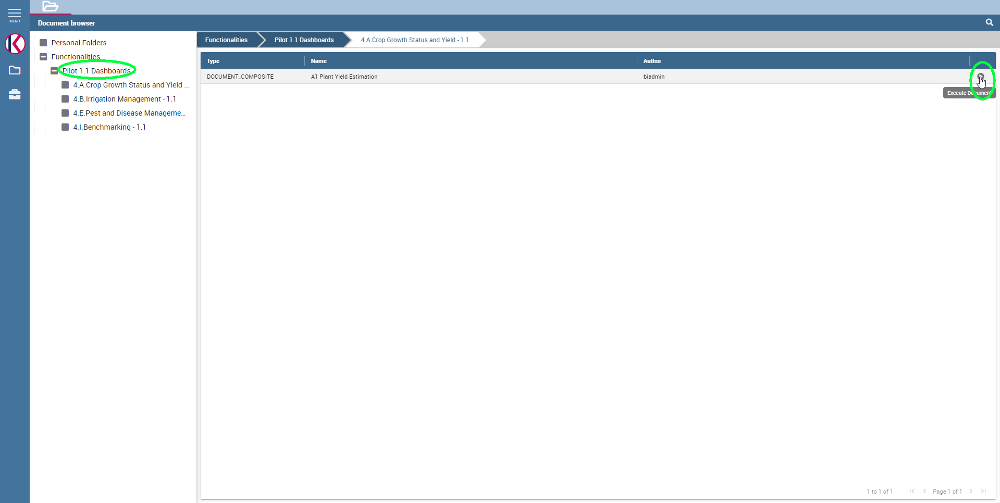 MENU
Document browser
Personal Folders
Functionalities
Pilot 1.1 Dashboards
4.A.Crop Growth Status and Yield ...
4.B.Irrigation Management - 1.1
4.E.Pest and Disease Manageme...
4.I.Benchmarking - 1.1
Functionalities
Pilot 1.1 Dashboards
4.A.Crop Growth Status and Yield - 1.1
Type Name Author
DOCUMENT_COMPOSITE A1 Plant Yield Estimation biadmin
Execute Document
1 to 1 of 1 Page 1 of 1